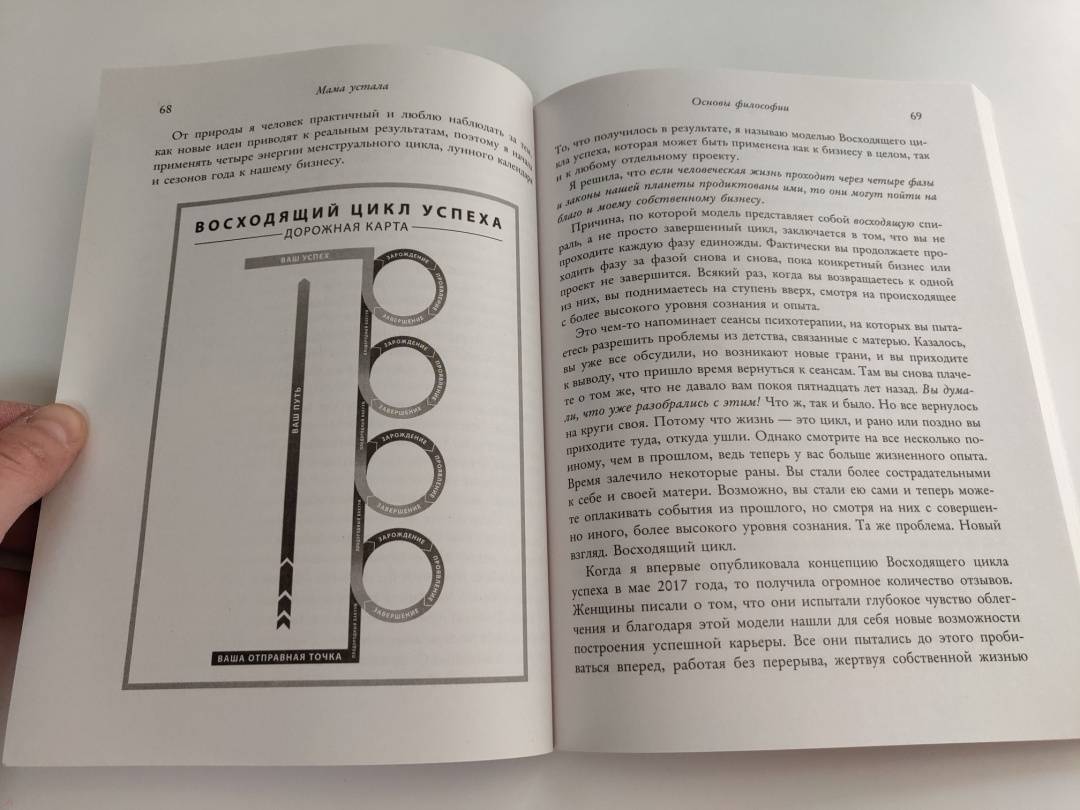 68
Мама устала
От природы я человек практичный и люблю наблюдать за тем,
как новые идеи приводят к реальным результатам, поэтому я начала
применять четыре энергии менструального цикла, лунного календаря
и сезонов года к нашему бизнесу.
ВОСХОДЯЩИЙ ЦИКЛ УСПЕХА
ДОРОЖНАЯ КАРТА
ВАШ УСПЕХ
ЗАРОЖДЕНИЕ
ПРОЯВЛЕНИЕ
ЗАВЕРШЕНИЕ
ПЛОДОРОДНЫЙ ВАКУУМ
ЗАРОЖДЕНИЕ
ПРОЯВЛЕНИЕ
ЗАВЕРШЕНИЕ
ПЛОДОРОДНЫЙ ВАКУУМ
ВАШ ПУТЬ
ЗАРОЖДЕНИЕ
ПРОЯВЛЕНИЕ
ЗАВЕРШЕНИЕ
ПЛОДОРОДНЫЙ ВАКУУМ
ЗАРОЖДЕНИЕ
ПРОЯВЛЕНИЕ
ЗАВЕРШЕНИЕ
ПЛОДОРОДНЫЙ ВАКУУМ
ВАША ОТПРАВНАЯ ТОЧКА
Основы философии
69
То, что получилось в результате, я называю моделью Восходящего ци-
кла успеха, которая может быть применена как к бизнесу в целом, так
и к любому отдельному проекту.
Я решила, что если человеческая жизнь проходит через четыре фазы
и законы нашей планеты продиктованы ими, то они могут пойти на
благо и моему собственному бизнесу.
Причина, по которой модель представляет собой восходящую спи-
раль, а не просто завершенный цикл, заключается в том, что вы не
проходите каждую фазу единожды. Фактически вы продолжаете про-
ходить фазу за фазой снова и снова, пока конкретный бизнес или
проект не завершится. Всякий раз, когда вы возвращаетесь к одной
из них, вы поднимаетесь на ступень вверх, смотря на происходящее
с более высокого уровня сознания и опыта.
Это чем-то напоминает сеансы психотерапии, на которых вы пыта-
етесь разрешить проблемы из детства, связанные с матерью. Казалось,
вы уже все обсудили, но возникают новые грани, и вы приходите
к выводу, что пришло время вернуться к сеансам. Там вы снова плаче-
те о том же, что не давало вам покоя пятнадцать лет назад. Вы дума-
ли, что уже разобрались с этим! Что ж, так и было. Но все вернулось
на круги своя. Потому что жизнь — это цикл, и рано или поздно вы
приходите туда, откуда ушли. Однако смотрите на все несколько по-
иному, чем в прошлом, ведь теперь у вас больше жизненного опыта.
Время залечило некоторые раны. Вы стали более сострадательными
к себе и своей матери. Возможно, вы стали ею сами и теперь може-
те оплакивать события из прошлого, но смотря на них с совершен-
но иного, более высокого уровня сознания. Та же проблема. Новый
взгляд. Восходящий цикл.
Когда я впервые опубликовала концепцию Восходящего цикла
успеха в мае 2017 года, то получила огромное количество отзывов.
Женщины писали о том, что они испытали глубокое чувство облег-
чения и благодаря этой модели нашли для себя новые возможности
построения успешной карьеры. Все они пытались до этого проби-
ваться вперед, работая без перерыва, жертвуя собственной жизнью